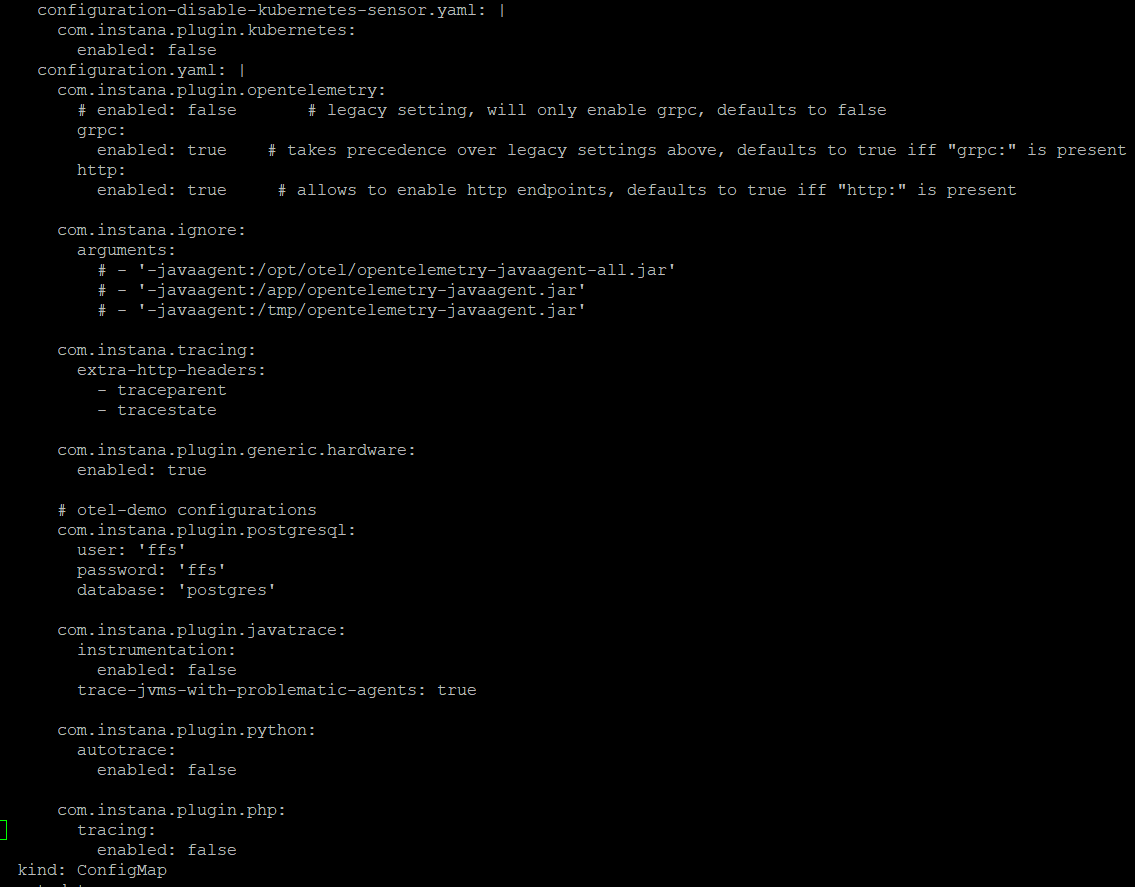 configuration-disable-kubernetes-sensor.yaml: |
com.instana.plugin.kubernetes:
enabled: false
configuration.yaml: |
com.instana.plugin.opentelemetry:
# enabled: false # legacy setting, will only enable grpc, defaults to false
grpc:
enabled: true # takes precedence over legacy settings above, defaults to true iff "grpc:" is present
http:
enabled: true # allows to enable http endpoints, defaults to true iff "http:" is present
com.instana.ignore:
arguments:
# - '-javaagent:/opt/otel/opentelemetry-javaagent-all.jar'
# - '-javaagent:/app/opentelemetry-javaagent.jar'
# - '-javaagent:/tmp/opentelemetry-javaagent.jar'
com.instana.tracing:
extra-http-headers:
- traceparent
- tracestate
com.instana.plugin.generic.hardware:
enabled: true
# otel-demo configurations
com.instana.plugin.postgresql:
user: 'ffs'
password: 'ffs'
database: 'postgres'
com.instana.plugin.javatrace:
instrumentation:
enabled: false
trace-jvms-with-problematic-agents: true
com.instana.plugin.python:
autotrace:
enabled: false
com.instana.plugin.php:
tracing:
enabled: false
kind: ConfigMap